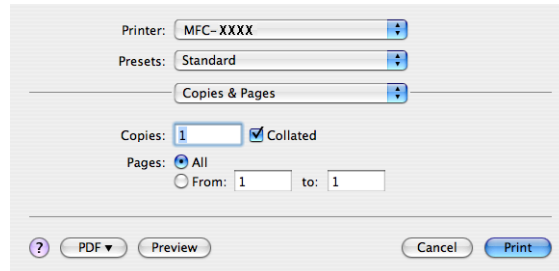 Printer: MFC-XXXX
Presets: Standard
Copies & Pages
Copies: 1 Collated
Pages: All
From: 1 to: 1
? PDF▼ Preview Cancel Print